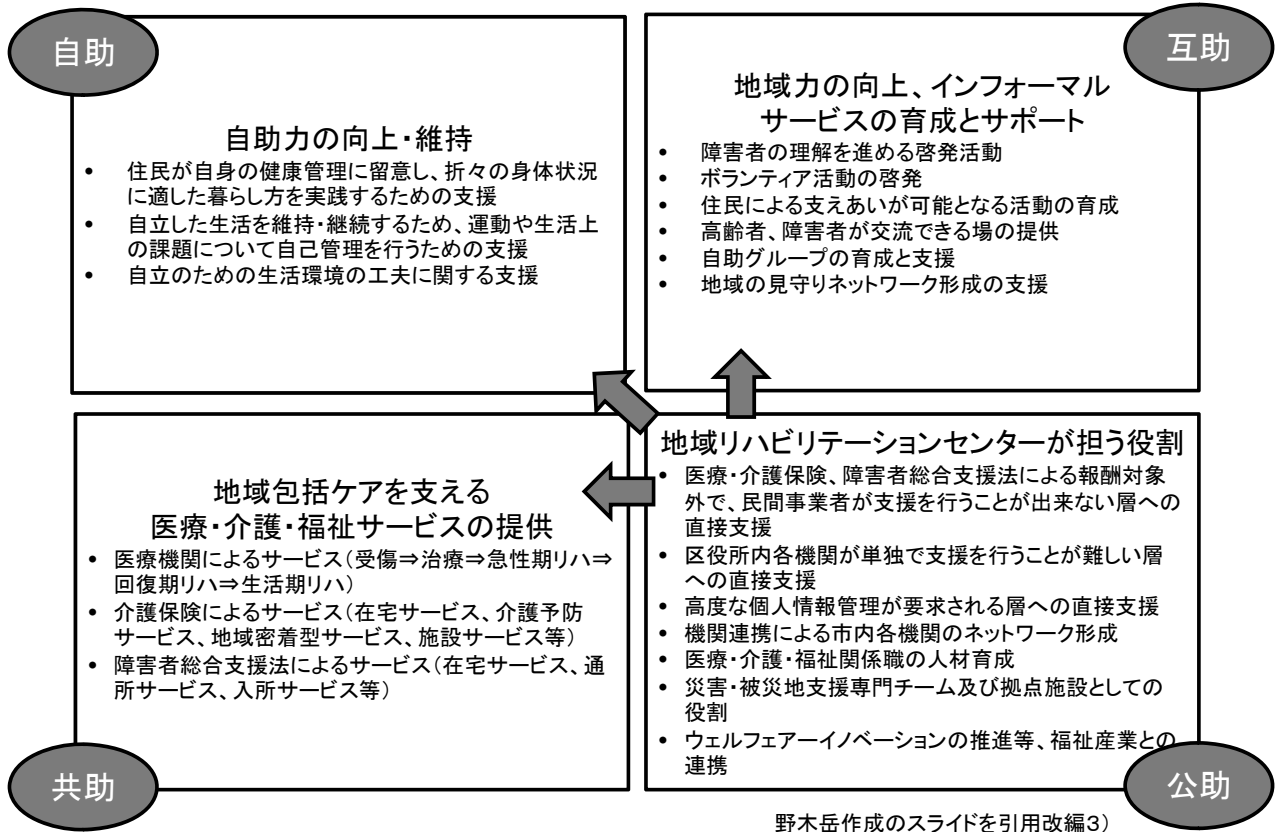 自助
自助力の向上・維持
• 住民が自身の健康管理に留意し、折々の身体状況
に適した暮らし方を実践するための支援
• 自立した生活を維持・継続するため、運動や生活上
の課題について自己管理を行うための支援
• 自立のための生活環境の工夫に関する支援
互助
地域力の向上、インフォーマル
サービスの育成とサポート
• 障害者の理解を進める啓発活動
• ボランティア活動の啓発
• 住民による支えあいが可能となる活動の育成
• 高齢者、障害者が交流できる場の提供
• 自助グループの育成と支援
• 地域の見守りネットワーク形成の支援
地域包括ケアを支える
医療・介護・福祉サービスの提供
• 医療機関によるサービス(受傷⇒治療⇒急性期リハ⇒
回復期リハ⇒生活期リハ)
• 介護保険によるサービス(在宅サービス、介護予防
サービス、地域密着型サービス、施設サービス等)
• 障害者総合支援法によるサービス(在宅サービス、通
所サービス、入所サービス等)
共助
地域リハビリテーションセンターが担う役割
• 医療・介護保険、障害者総合支援法による報酬対象
外で、民間事業者が支援を行うことが出来ない層への
直接支援
• 区役所内各機関が単独で支援を行うことが難しい層
への直接支援
• 高度な個人情報管理が要求される層への直接支援
• 機関連携による市内各機関のネットワーク形成
• 医療・介護・福祉関係職の人材育成
• 災害・被災地支援専門チーム及び拠点施設としての
役割
• ウェルフェアーイノベーションの推進等、福祉産業との
連携
公助
野木岳作成のスライドを引用改編3)